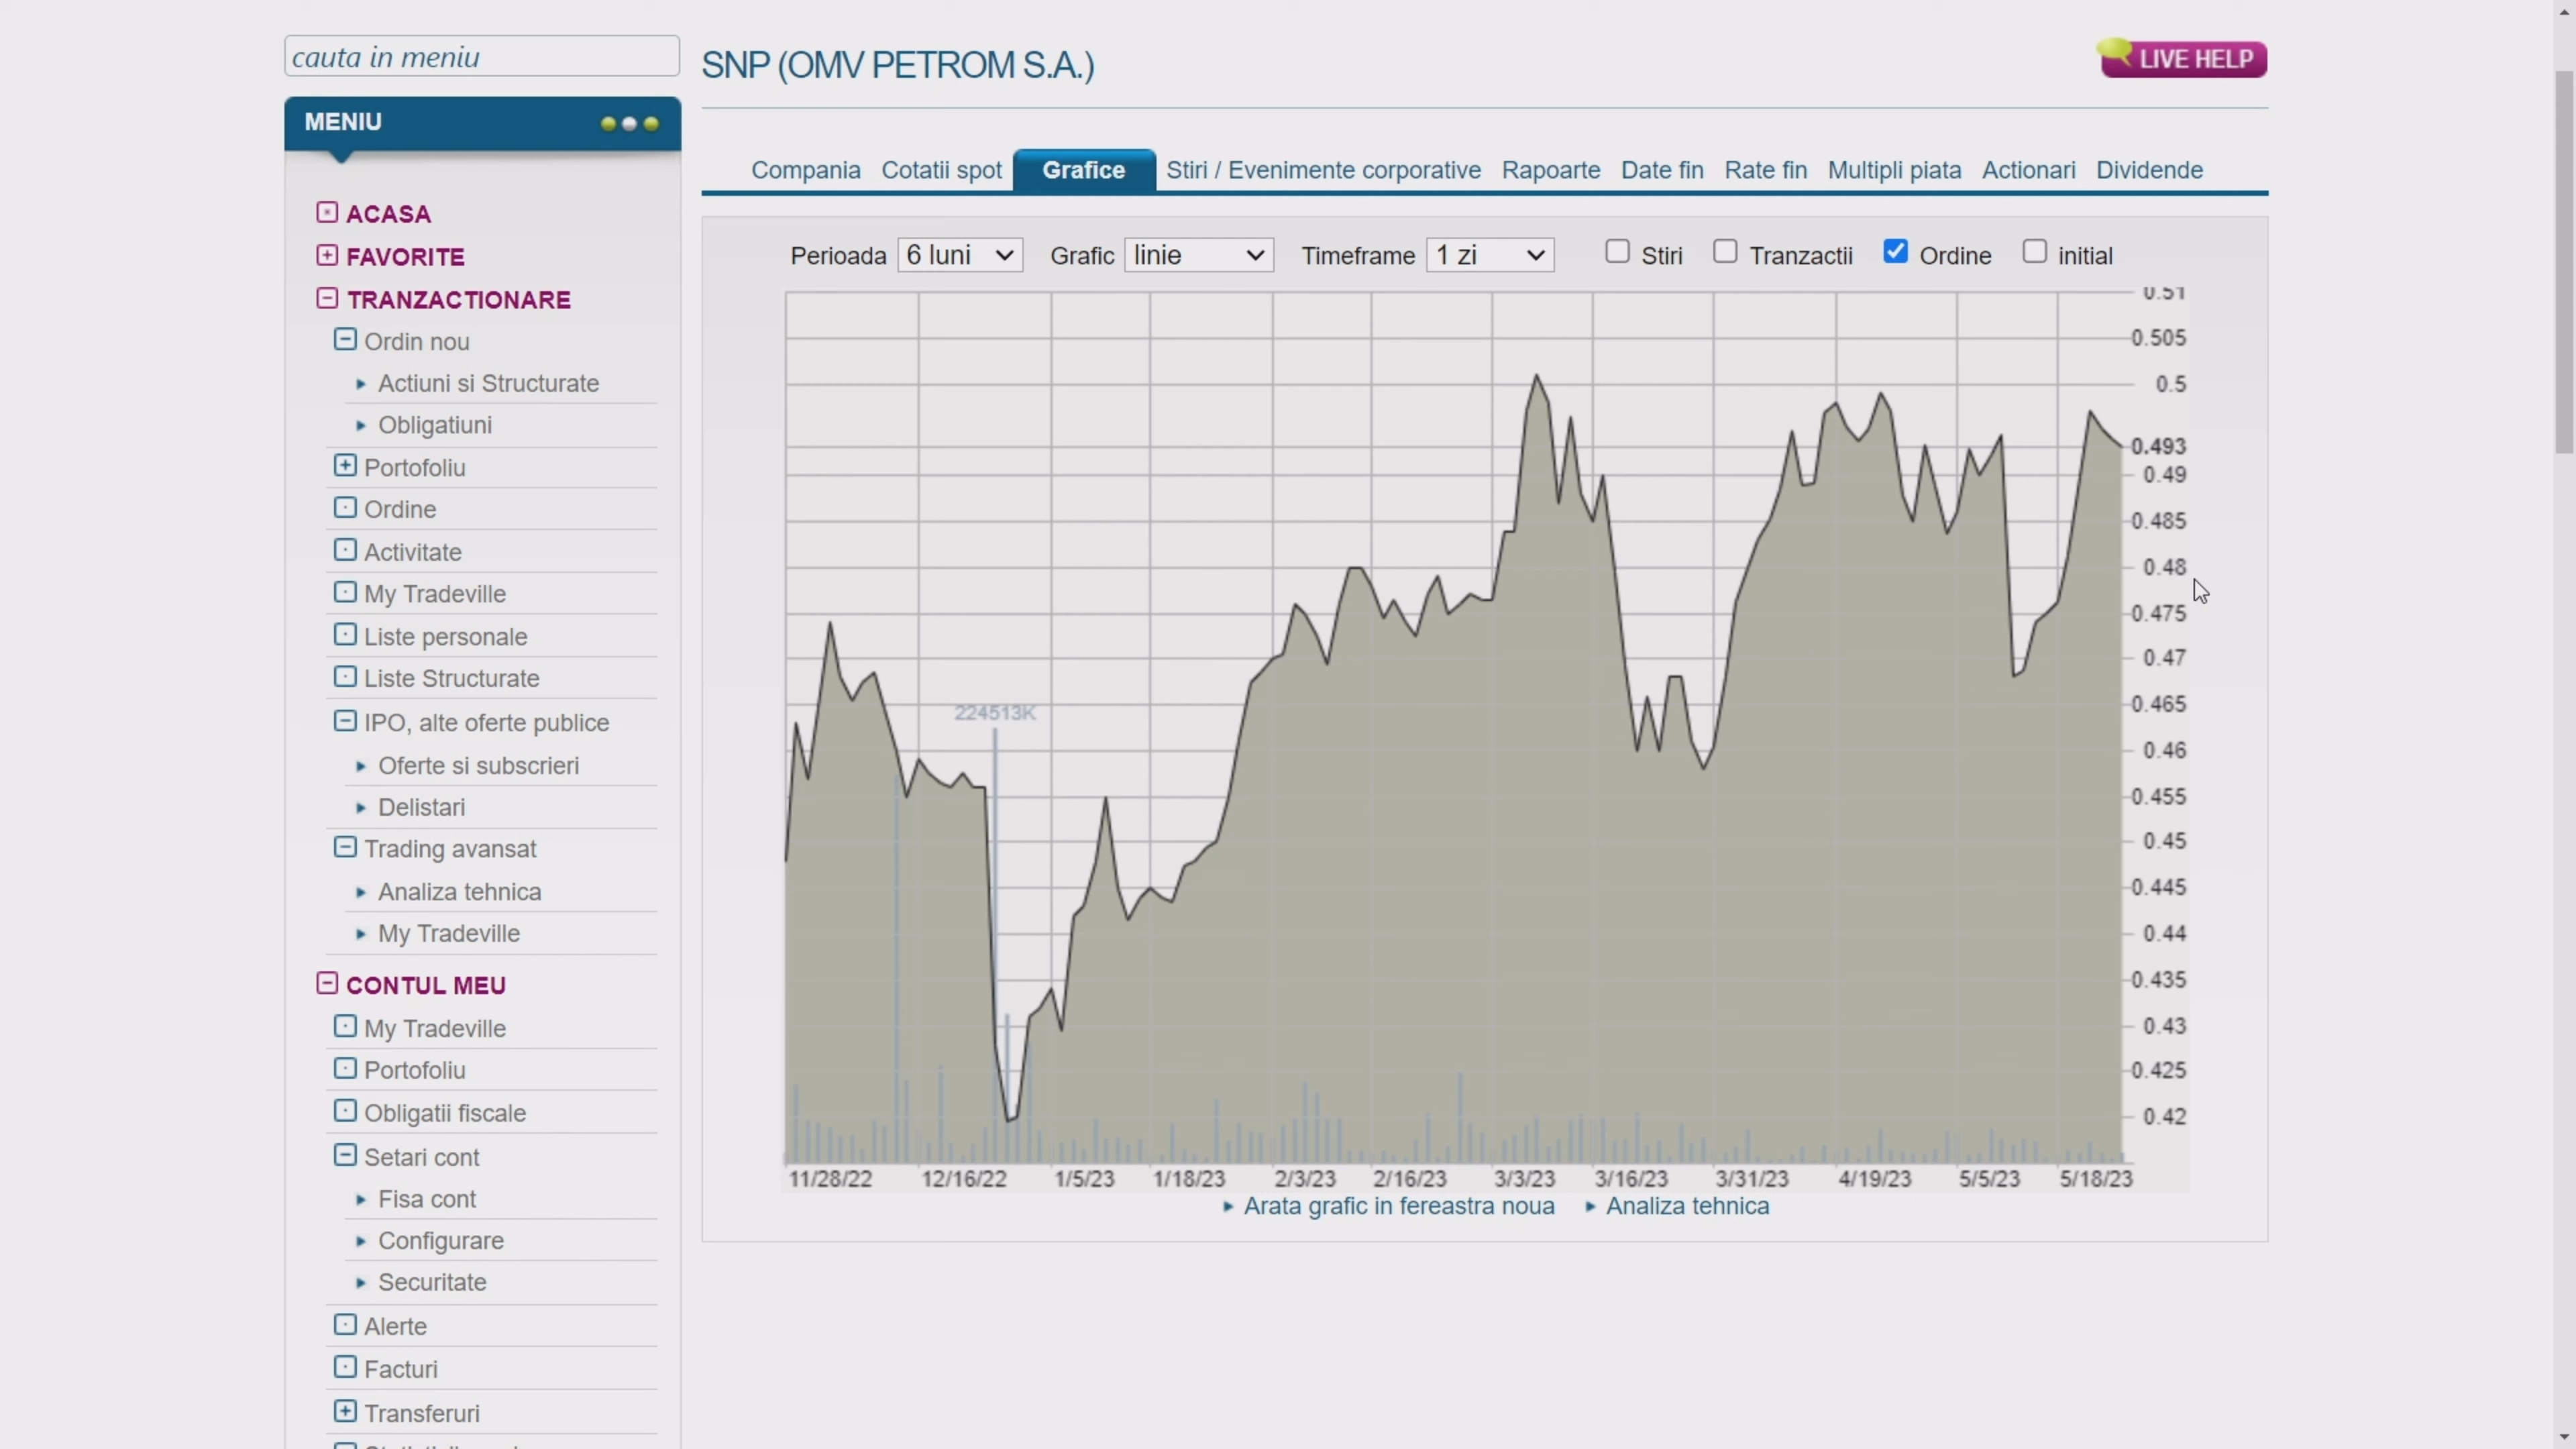 cauta in meniu
SNP (OMV PETROM S.A.)
LIVE HELP
MENIU
Compania Cotatii spot Grafice Stiri / Evenimente corporative Rapoarte Date fin Rate fin Multipli piata Actionari Dividende
ACASA
FAVORITE
TRANZACTIONARE
Ordin nou
Actiuni si Structurate
Obligatiuni
Portofoliu
Ordine
Activitate
My Tradeville
Liste personale
Liste Structurate
IPO, alte oferte publice
Oferte si subscrieri
Delistari
Trading avansat
Analiza tehnica
My Tradeville
CONTUL MEU
My Tradeville
Portofoliu
Obligatii fiscale
Setari cont
Fisa cont
Configurare
Securitate
Alerte
Facturi
Transferuri
Perioada 6 luni Grafic linie Timeframe 1 zi Stiri Tranzactii Ordine initial
0.51
0.505
0.5
0.493
0.49
0.485
0.48
0.475
0.47
0.465
0.46
0.455
0.45
0.445
0.44
0.435
0.43
0.425
0.42
224513K
11/28/22 12/16/22 1/5/23 1/18/23 2/3/23 2/16/23 3/3/23 3/16/23 3/31/23 4/19/23 5/5/23 5/18/23
Arata grafic in fereastra noua Analiza tehnica